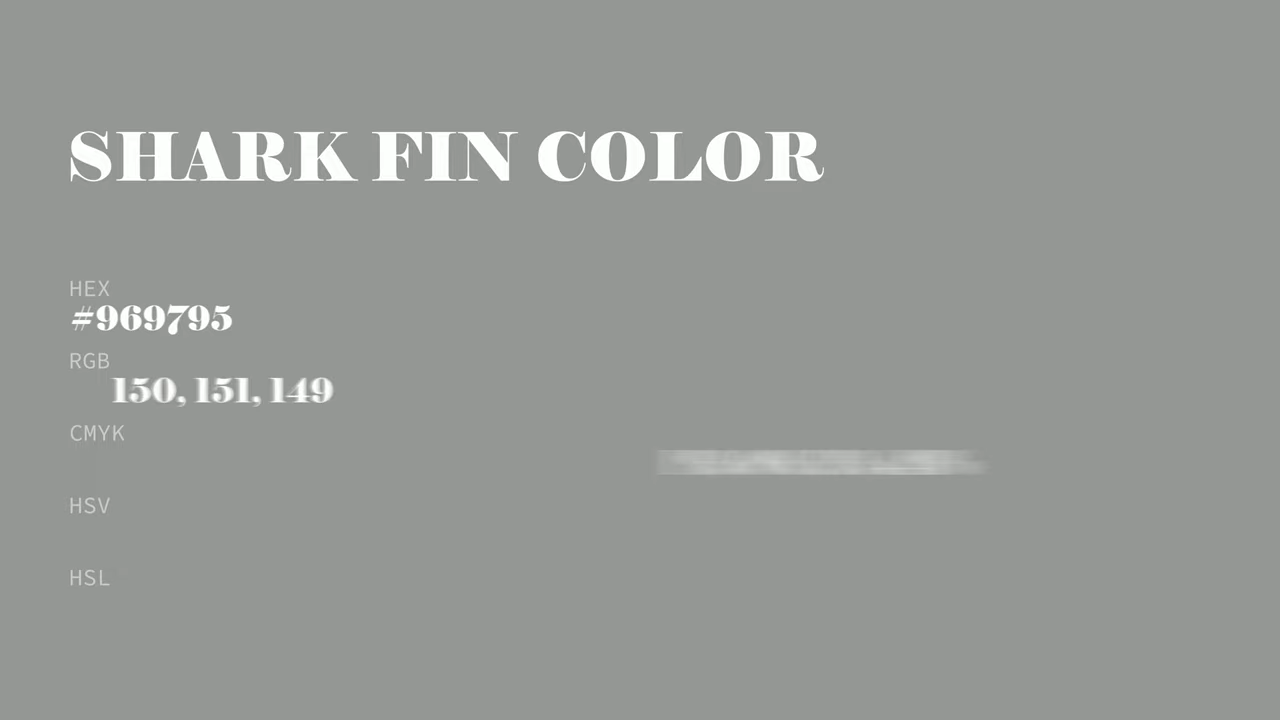 SHARK FIN COLOR
HEX
#969795
RGB
150, 151, 149
CMYK
HSV
HSL